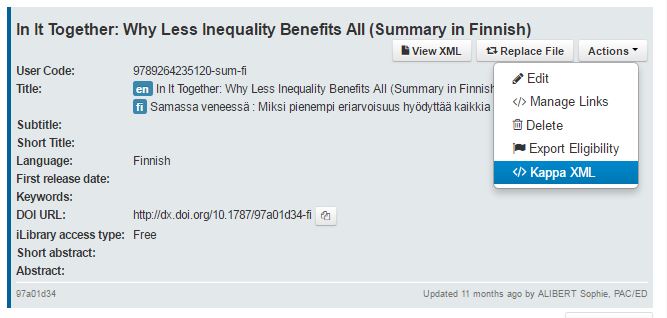 In It Together: Why Less Inequality Benefits All (Summary in Finnish)
View XML Replace File Actions
User Code: 9789264235120-sum-fi
Title: en In It Together: Why Less Inequality Benefits All (Summary in Finnish
fi Samassa veneessä : Miksi pienempi eriarvoisuus hyödyttää kaikkia
Subtitle:
Short Title:
Language: Finnish
First release date:
Keywords:
DOI URL: http://dx.doi.org/10.1787/97a01d34-fi
iLibrary access type: Free
Short abstract:
Abstract:
Edit
</> Manage Links
Delete
Export Eligibility
</> Kappa XML
97a01d34 Updated 11 months ago by ALIBERT Sophie, PAC/ED